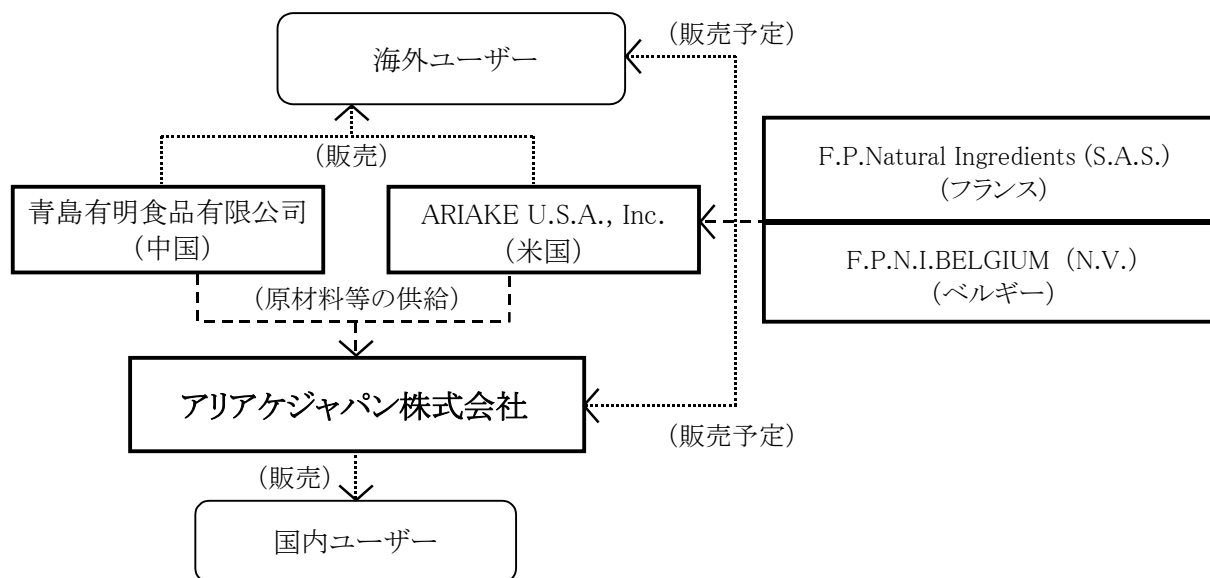 (販売予定)
海外ユーザー
(販売)
F.P.Natural Ingredients (S.A.S.)
(フランス)
青島有明食品有限公司
(中国)
ARIAKE U.S.A., Inc.
(米国)
F.P.N.I.BELGIUM (N.V.)
(ベルギー)
(原材料等の供給)
アリアケジャパン株式会社
(販売予定)
(販売)
国内ユーザー